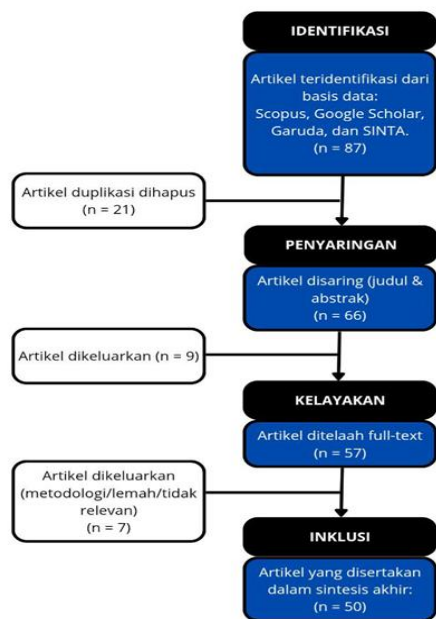 IDENTIFIKASI
Artikel teridentifikasi dari
basis data:
Scopus, Google Scholar,
Garuda, dan SINTA.
(n = 87)
Artikel duplikasi dihapus
(n = 21)
PENYARINGAN
Artikel disaring (judul &
abstrak)
(n = 66)
Artikel dikeluarkan (n = 9)
KELAYAKAN
Artikel ditelaah full-text
(n = 57)
Artikel dikeluarkan
(metodologi/lemah/tidak
relevan)
(n = 7)
INKLUSI
Artikel yang disertakan
dalam sintesis akhir:
(n = 50)